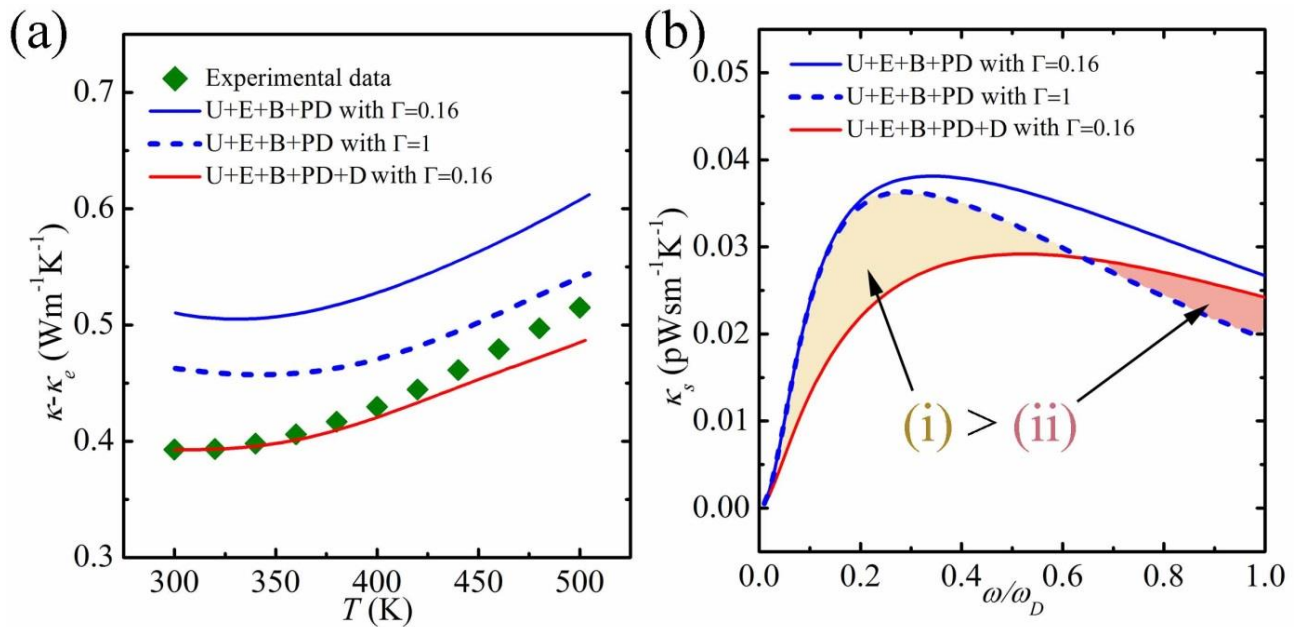 (a)
Experimental data
U+E+B+PD with Γ=0.16
U+E+B+PD with Γ=1
U+E+B+PD+D with Γ=0.16
κ-κe (Wm-1K-1)
0.7
0.6
0.5
0.4
0.3
300 350 400 450 500
T (K)
(b)
U+E+B+PD with Γ=0.16
U+E+B+PD with Γ=1
U+E+B+PD+D with Γ=0.16
κs (pWsm-1K-1)
0.05
0.04
0.03
0.02
0.01
0.00
(i) > (ii)
0.0 0.2 0.4 0.6 0.8 1.0
ω/ωD